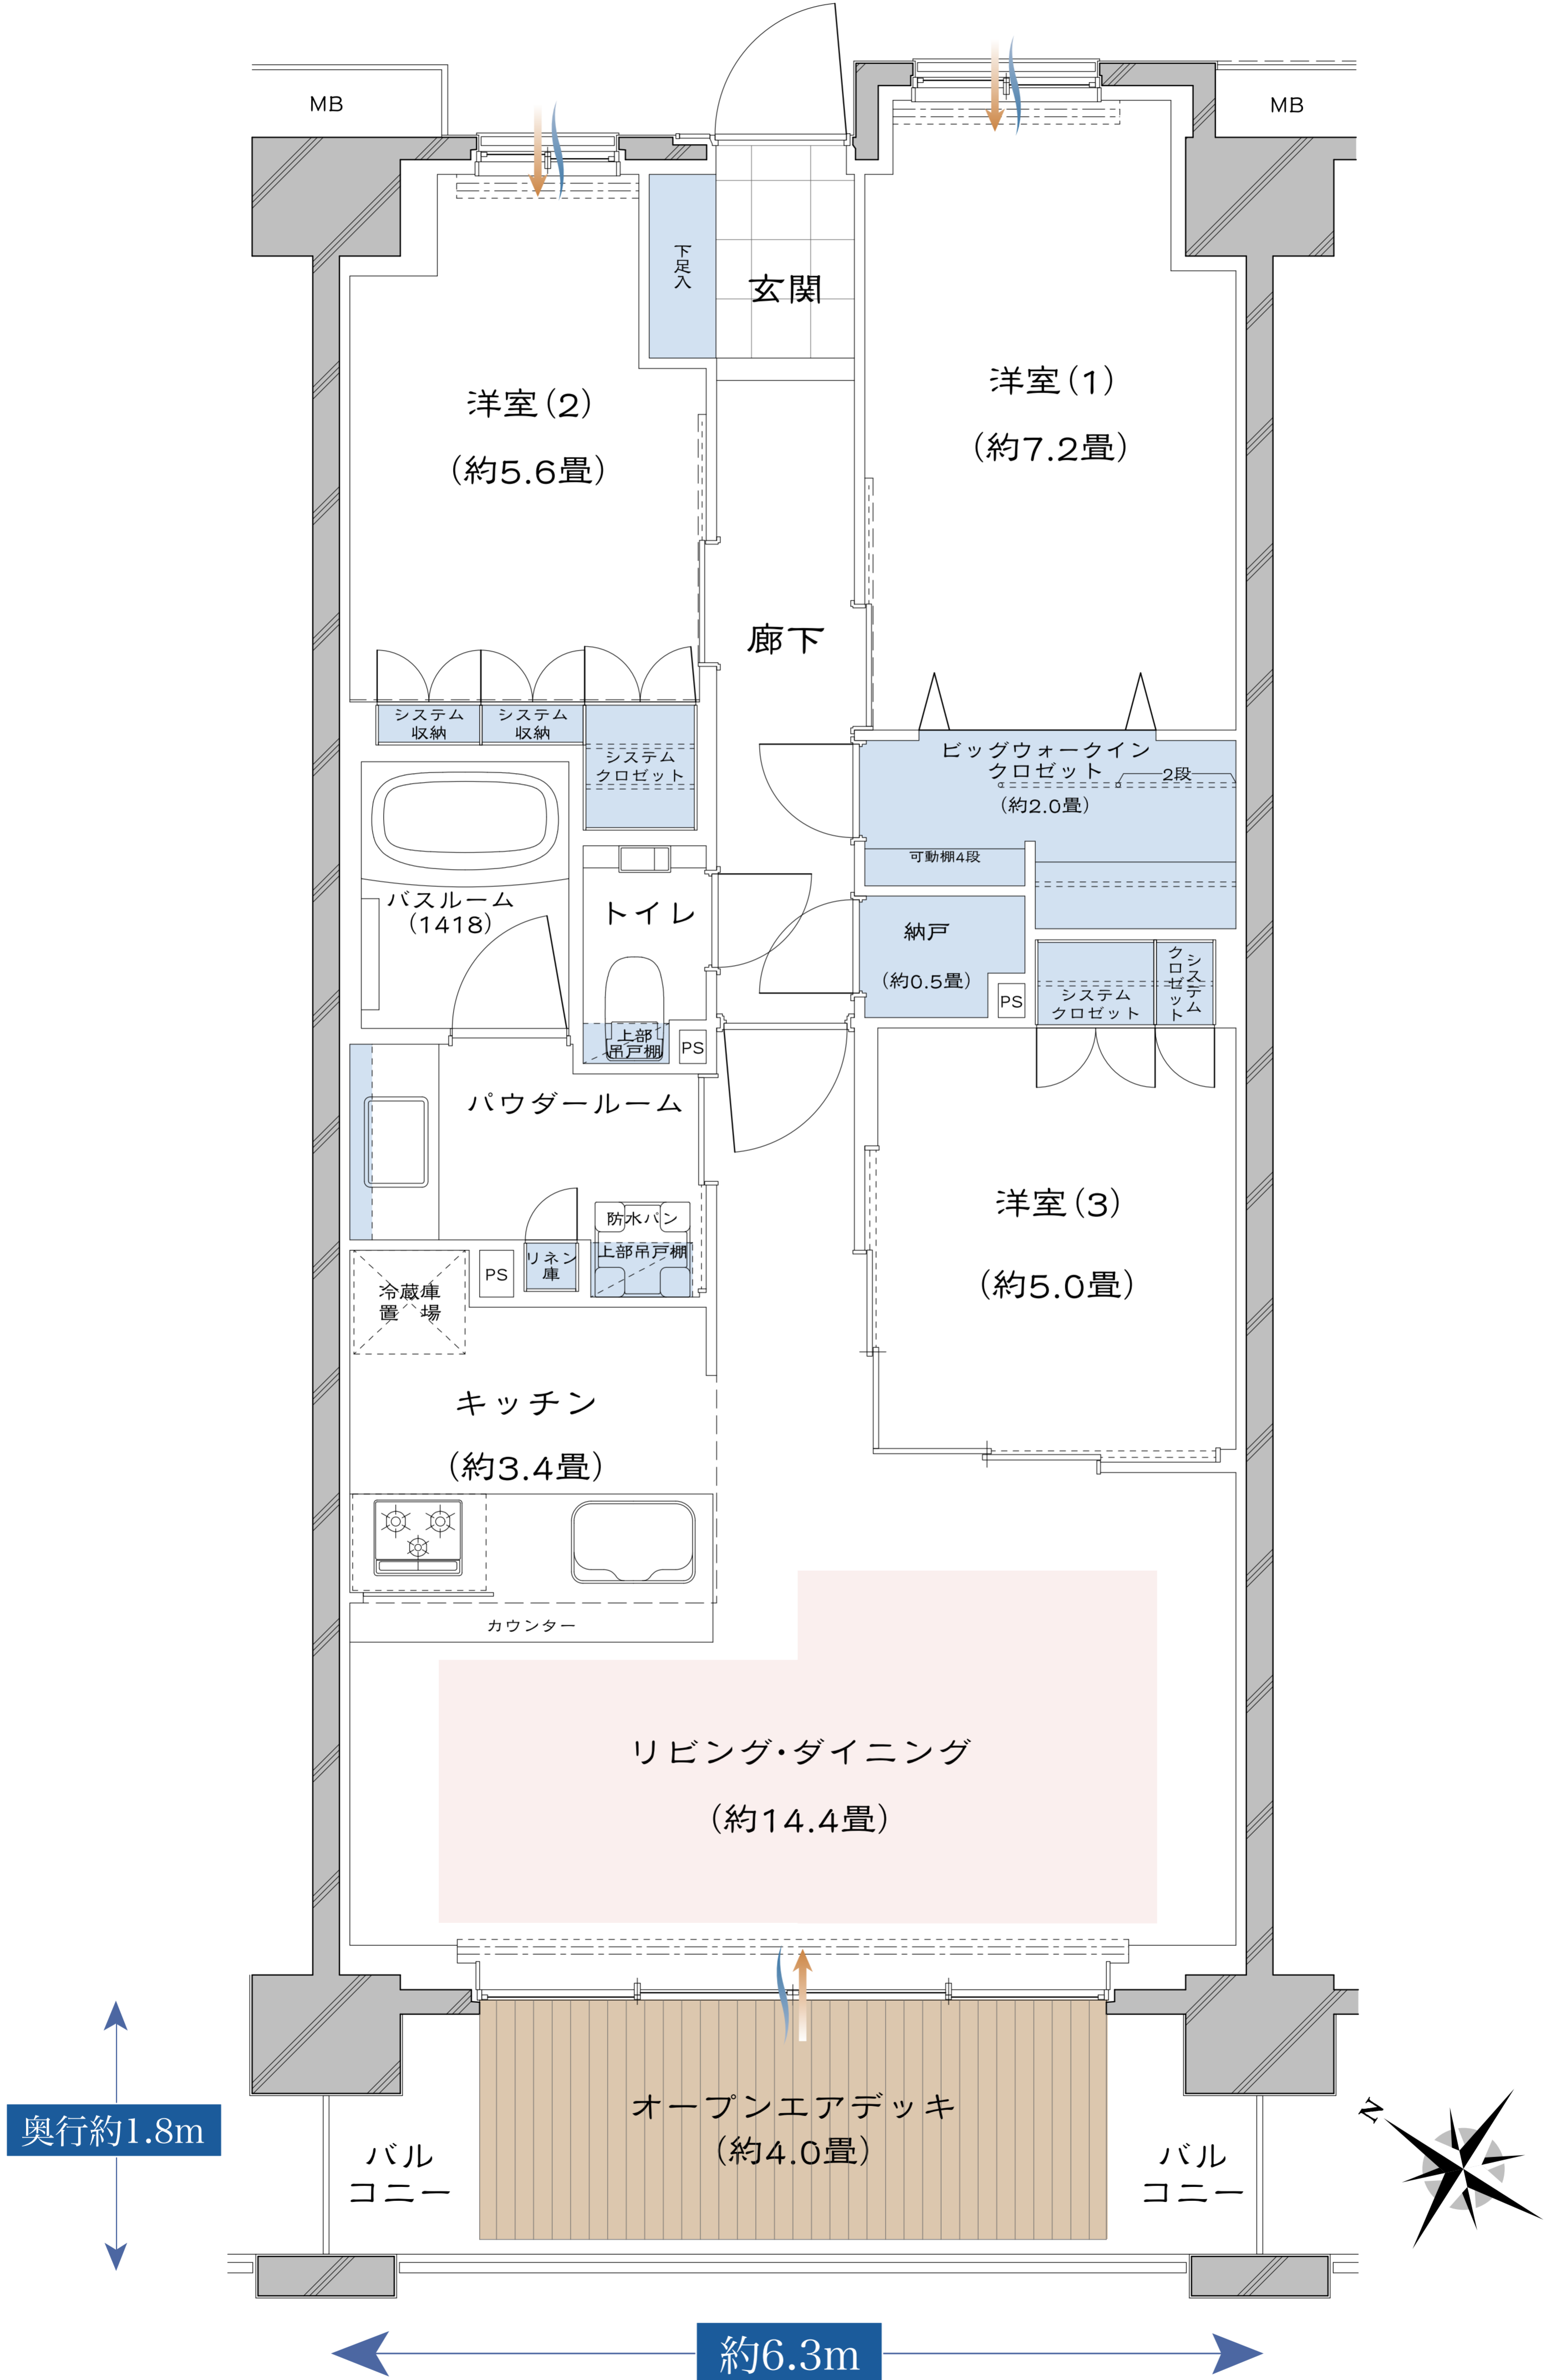 MB
MB
下足入
玄関
洋室(1)
(約7.2畳)
洋室(2)
(約5.6畳)
廊下
システム
収納
システム
収納
システム
クロゼット
ビッグウォークイン
クロゼット
2段
(約2.0畳)
可動棚4段
バスルーム
(1418)
トイレ
納戸
(約0.5畳)
PS
システム
クロゼット
システム
クロゼット
上部
吊戸棚
PS
パウダールーム
防水パン
上部吊戸棚
リネン
庫
PS
冷蔵庫
置 場
洋室(3)
(約5.0畳)
キッチン
(約3.4畳)
カウンター
リビング・ダイニング
(約14.4畳)
オープンエアデッキ
(約4.0畳)
バル
コニー
バル
コニー
奥行約1.8m
N
約6.3m